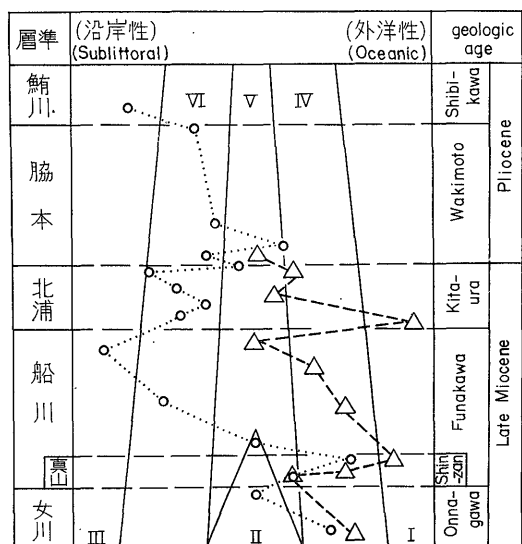 層準
(沿岸性)
(Sublittoral)
(外洋性)
(Oceanic)
geologic
age
鮪川
VI
V
IV
Shibi-
kawa
脇本
Wakimoto
Pliocene
北浦
Kita-
ura
船川
Funakawa
Late Miocene
真山
Shin
-zan
女川
III
II
I
Onna-
gawa